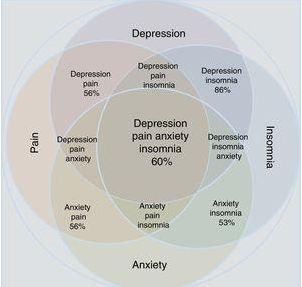 Depression
Depression
pain
56%
Depression
pain
insomnia
Depression
insomnia
86%
Pain
Depression
pain
anxiety
Depression
pain anxiety
insomnia
60%
Depression
insomnia
anxiety
Insomnia
Anxiety
pain
56%
Anxiety
pain
insomnia
Anxiety
insomnia
53%
Anxiety